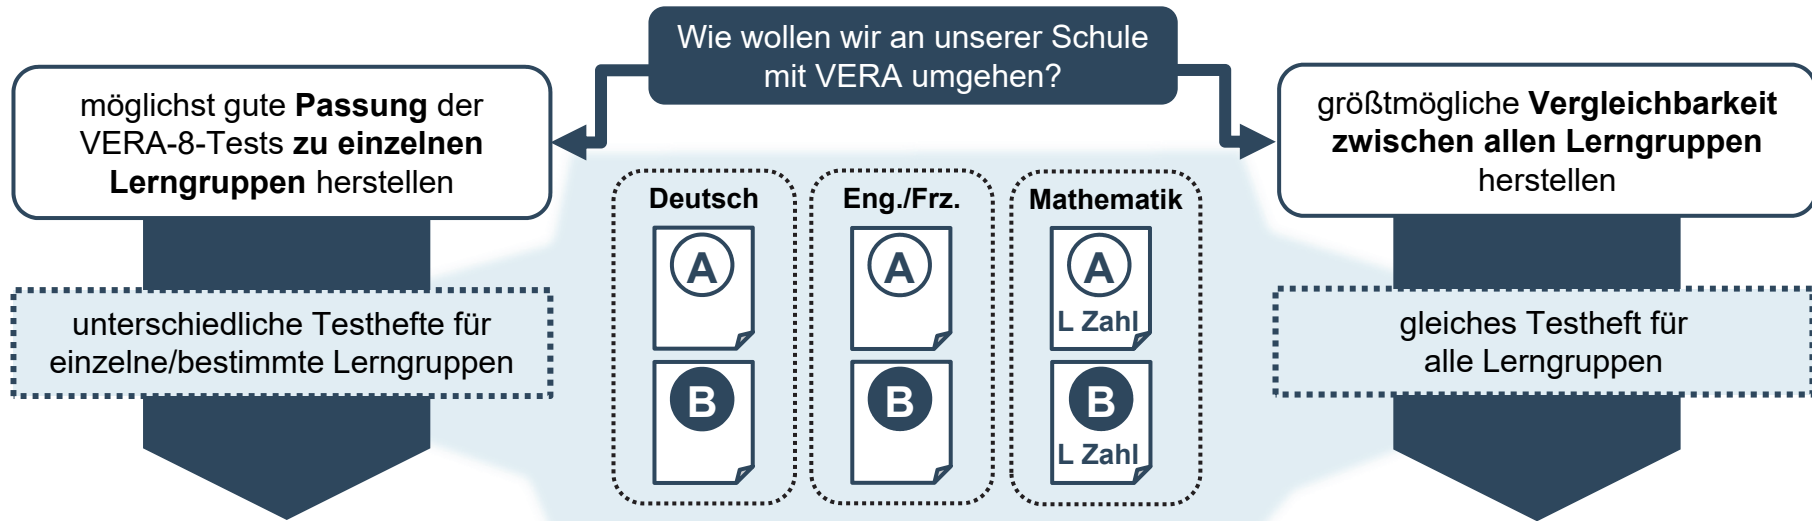 Wie wollen wir an unserer Schule
mit VERA umgehen?
möglichst gute Passung der
VERA-8-Tests zu einzelnen
Lerngruppen herstellen
größtmögliche Vergleichbarkeit
zwischen allen Lerngruppen
herstellen
Deutsch
A
B
Eng./Frz.
A
B
Mathematik
A
L Zahl
B
L Zahl
unterschiedliche Testhefte für
einzelne/bestimmte Lerngruppen
gleiches Testheft für
alle Lerngruppen